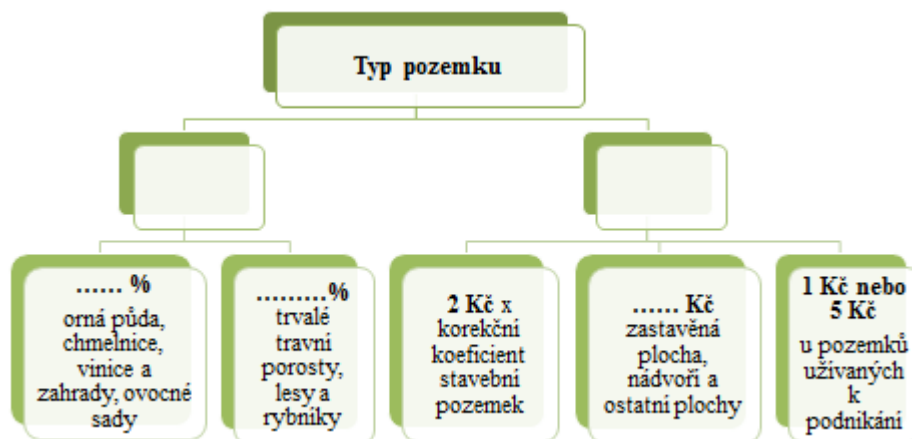 Typ pozemku
...... %
orná půda,
chmelnice,
vinice a
zahrady, ovocné
sady
.........%
trvalé
travní
porosty,
lesy a
rybníky
2 Kč x
korekční
koeficient
stavební
pozemek
...... Kč
zastavěná
plocha,
nádvoří a
ostatní plochy
1 Kč nebo
5 Kč
u pozemků
užívaných
k
podnikání